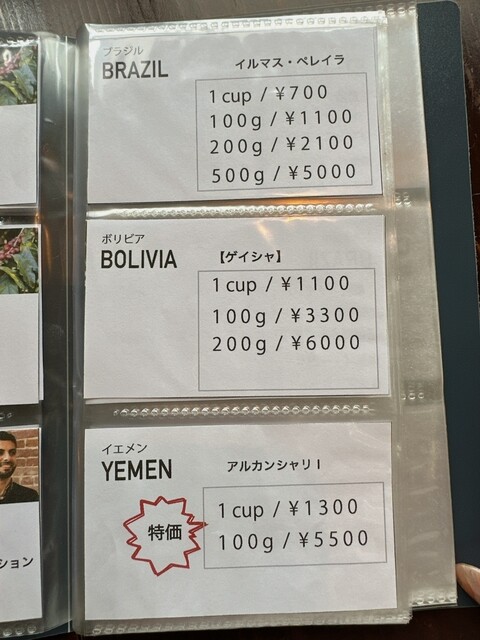 ブラジル
BRAZIL
イルマス・ペレイラ
1cup / ¥700
100g / ¥1100
200g / ¥2100
500g / ¥5000
ボリビア
BOLIVIA
【ゲイシャ】
1cup / ¥1100
100g / ¥3300
200g / ¥6000
イエメン
YEMEN
アルカンシャリ I
特価
1cup / ¥1300
100g / ¥5500
ション